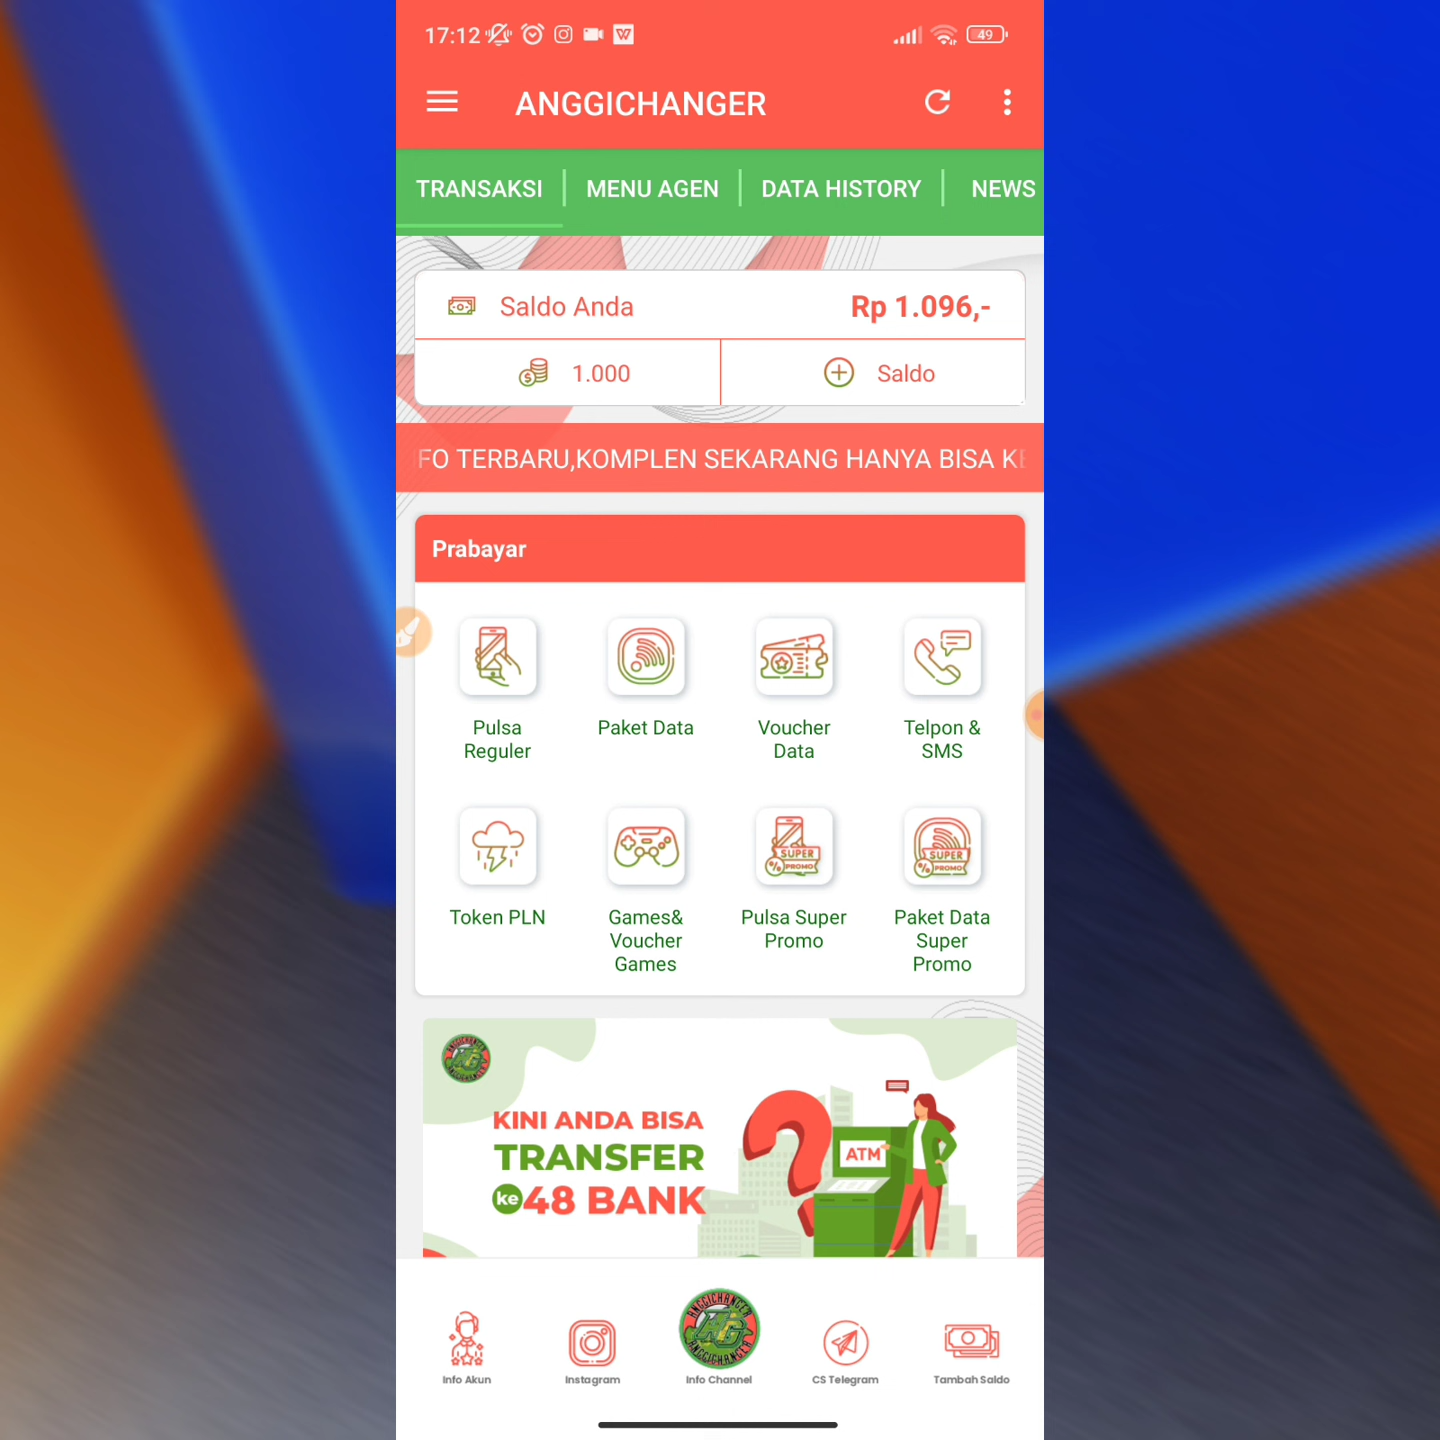 17:12
49
ANGGICHANGER
TRANSAKSI
MENU AGEN
DATA HISTORY
NEWS
Saldo Anda
Rp 1.096,-
1.000
Saldo
FO TERBARU,KOMPLEN SEKARANG HANYA BISA KE
Prabayar
Pulsa
Reguler
Paket Data
Voucher
Data
Telpon &
SMS
SUPER
PROMO
SUPER
PROMO
Token PLN
Games&
Voucher
Games
Pulsa Super
Promo
Paket Data
Super
Promo
KINI ANDA BISA
TRANSFER
ke 48 BANK
ATM
ANGGICHANGER
AG
ANGGICHANGER
Info Akun
Instagram
Info Channel
CS Telegram
Tambah Saldo